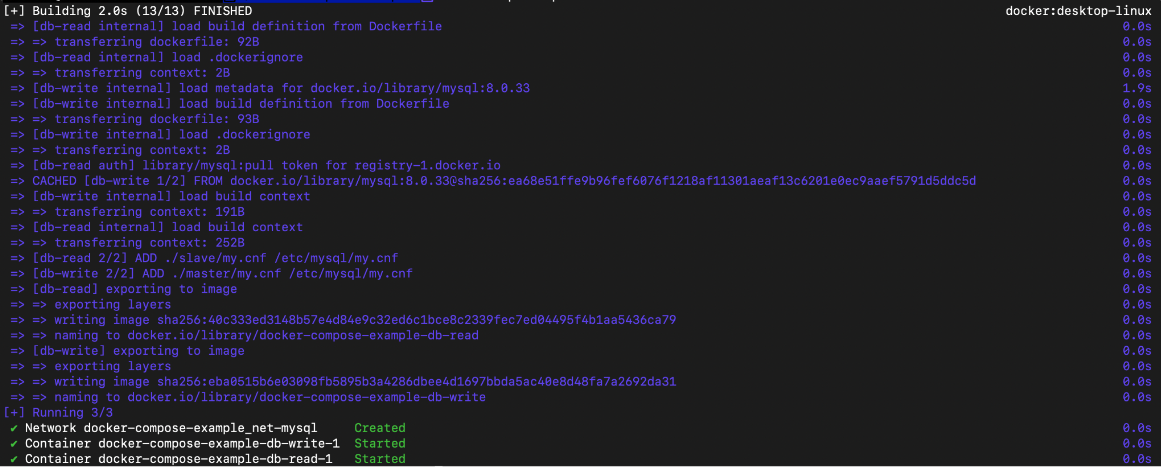 [+] Building 2.0s (13/13) FINISHED docker:desktop-linux
=> [db-read internal] load build definition from Dockerfile 0.0s
=> => transferring dockerfile: 92B 0.0s
=> [db-read internal] load .dockerignore 0.0s
=> => transferring context: 2B 0.0s
=> [db-write internal] load metadata for docker.io/library/mysql:8.0.33 1.9s
=> [db-write internal] load build definition from Dockerfile 0.0s
=> => transferring dockerfile: 93B 0.0s
=> [db-write internal] load .dockerignore 0.0s
=> => transferring context: 2B 0.0s
=> [db-read auth] library/mysql:pull token for registry-1.docker.io 0.0s
=> CACHED [db-write 1/2] FROM docker.io/library/mysql:8.0.33@sha256:ea68e51ffe9b96fef6076f1218af11301aeaf13c6201e0ec9aaef5791d5ddc5d 0.0s
=> [db-write internal] load build context 0.0s
=> => transferring context: 191B 0.0s
=> [db-read internal] load build context 0.0s
=> => transferring context: 252B 0.0s
=> [db-read 2/2] ADD ./slave/my.cnf /etc/mysql/my.cnf 0.0s
=> [db-write 2/2] ADD ./master/my.cnf /etc/mysql/my.cnf 0.0s
=> [db-read] exporting to image 0.0s
=> => exporting layers 0.0s
=> => writing image sha256:40c333ed3148b57e4d84e9c32ed6c1bce8c2339fec7ed04495f4b1aa5436ca79 0.0s
=> => naming to docker.io/library/docker-compose-example-db-read 0.0s
=> [db-write] exporting to image 0.0s
=> => exporting layers 0.0s
=> => writing image sha256:eba0515b6e03098fb5895b3a4286dbee4d1697bbda5ac40e8d48fa7a2692da31 0.0s
=> => naming to docker.io/library/docker-compose-example-db-write 0.0s
[+] Running 3/3
✔ Network docker-compose-example_net-mysql Created 0.0s
✔ Container docker-compose-example-db-write-1 Started 0.0s
✔ Container docker-compose-example-db-read-1 Started 0.0s